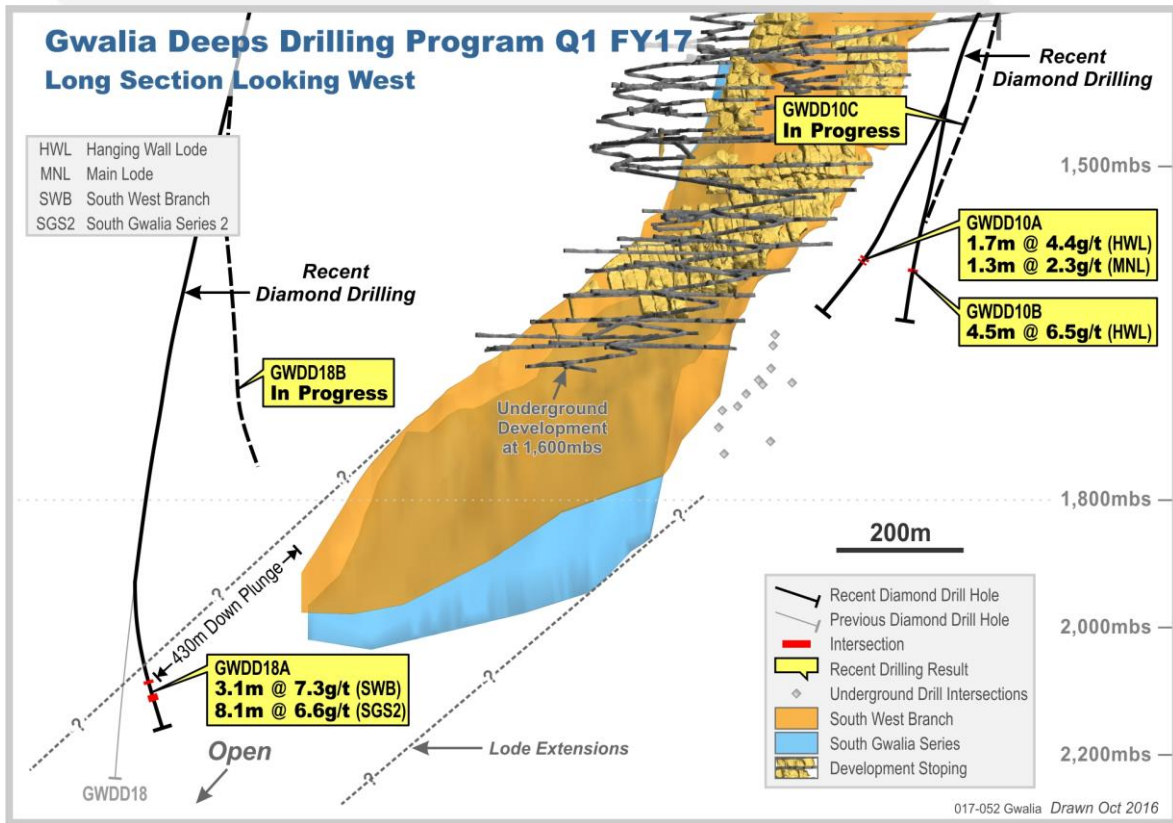 Gwalia Deeps Drilling Program Q1 FY17
Long Section Looking West
HWL Hanging Wall Lode
MNL Main Lode
SWB South West Branch
SGS2 South Gwalia Series 2
Recent
Diamond Drilling
GWDD18B
In Progress
Recent
Diamond Drilling
GWDD10C
In Progress
1,500mbs
GWDD10A
1.7m @ 4.4g/t (HWL)
1.3m @ 2.3g/t (MNL)
GWDD10B
4.5m @ 6.5g/t (HWL)
Underground
Development
at 1,600mbs
?
?
1,800mbs
200m
?
430m Down Plunge
GWDD18A
3.1m @ 7.3g/t (SWB)
8.1m @ 6.6g/t (SGS2)
?
Open
GWDD18
Lode Extensions
?
Recent Diamond Drill Hole
Previous Diamond Drill Hole
Intersection
Recent Drilling Result
Underground Drill Intersections
South West Branch
South Gwalia Series
Development Stoping
2,000mbs
2,200mbs
017-052 Gwalia Drawn Oct 2016